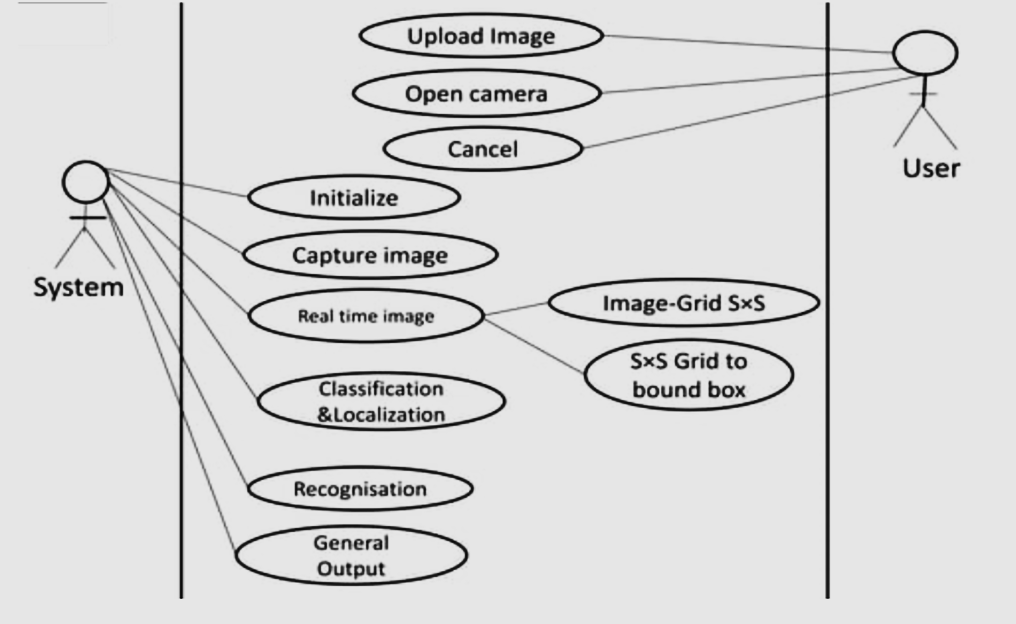 Upload Image
Open camera
Cancel
User
Initialize
System
Capture image
Real time image
Image-Grid S×S
S×S Grid to
bound box
Classification
&Localization
Recognisation
General
Output